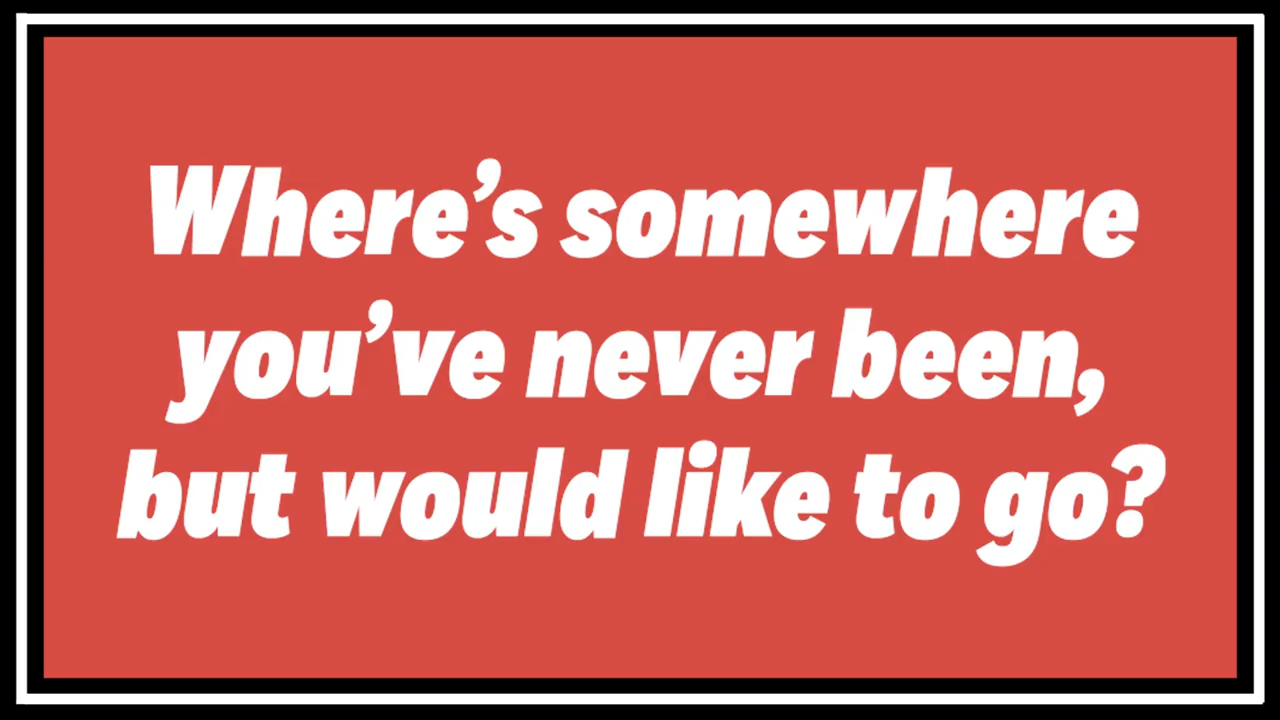 Where’s somewhere
you’ve never been,
but would like to go?